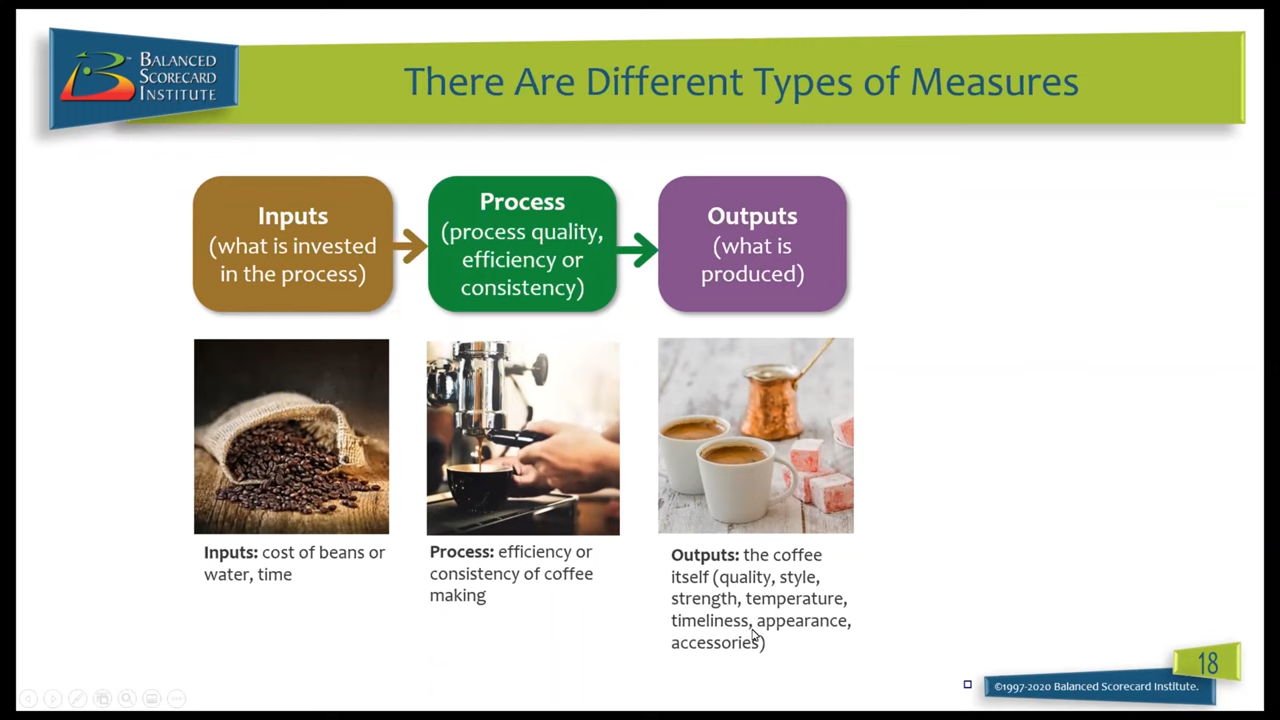 BALANCED
SCORECARD
INSTITUTE
There Are Different Types of Measures
Inputs
(what is invested
in the process)
Process
(process quality,
efficiency or
consistency)
Outputs
(what is
produced)
Inputs: cost of beans or
water, time
Process: efficiency or
consistency of coffee
making
Outputs: the coffee
itself (quality, style,
strength, temperature,
timeliness, appearance,
accessories)
18
©1997-2020 Balanced Scorecard Institute.